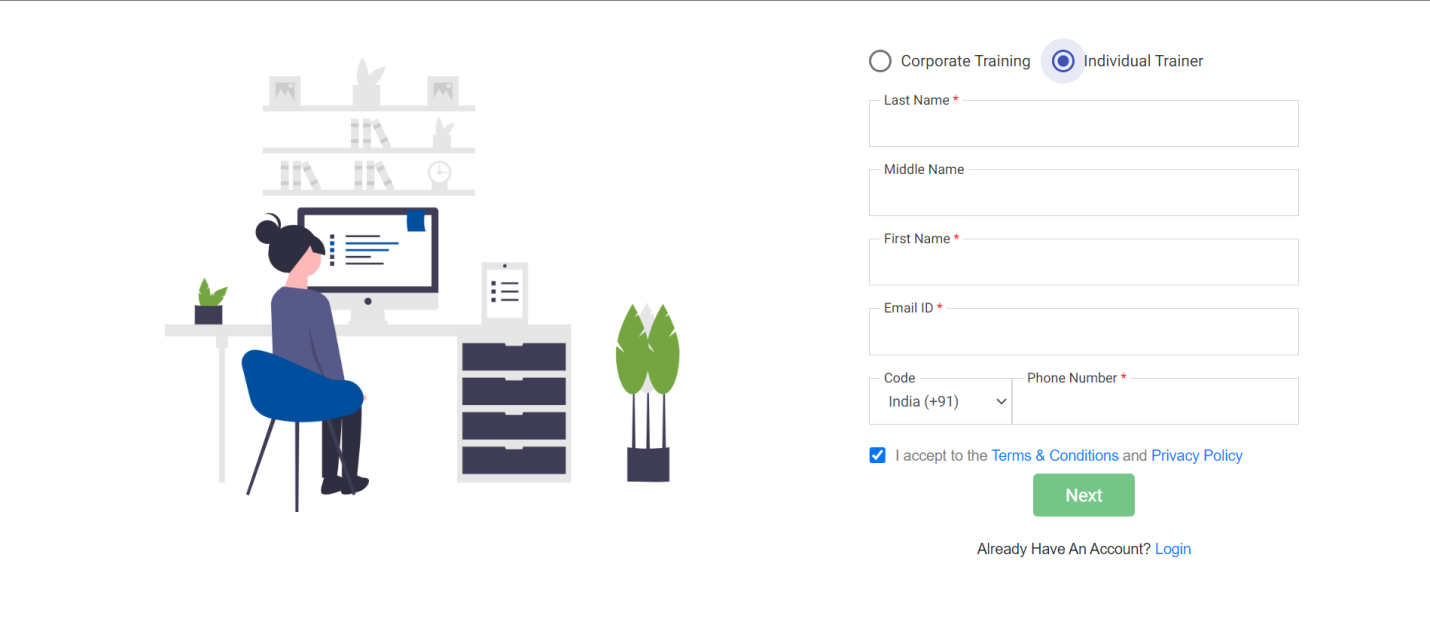 Corporate Training Individual Trainer
Last Name *
Middle Name
First Name *
Email ID *
Code Phone Number *
India (+91)
I accept to the Terms & Conditions and Privacy Policy
Next
Already Have An Account? Login